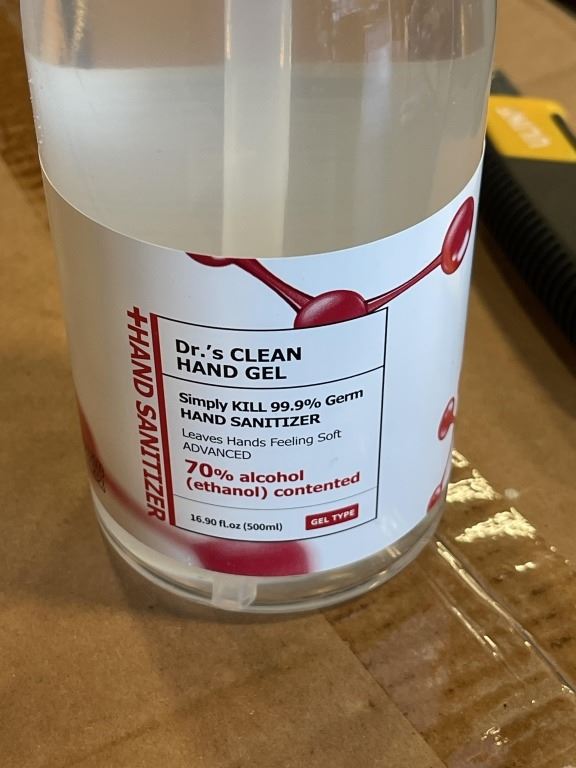 +HAND SANITIZER
Dr.'s CLEAN
HAND GEL
Simply KILL 99.9% Germ
HAND SANITIZER
Leaves Hands Feeling Soft
ADVANCED
70% alcohol
(ethanol) contented
16.90 fl.oz (500ml)
GEL TYPE